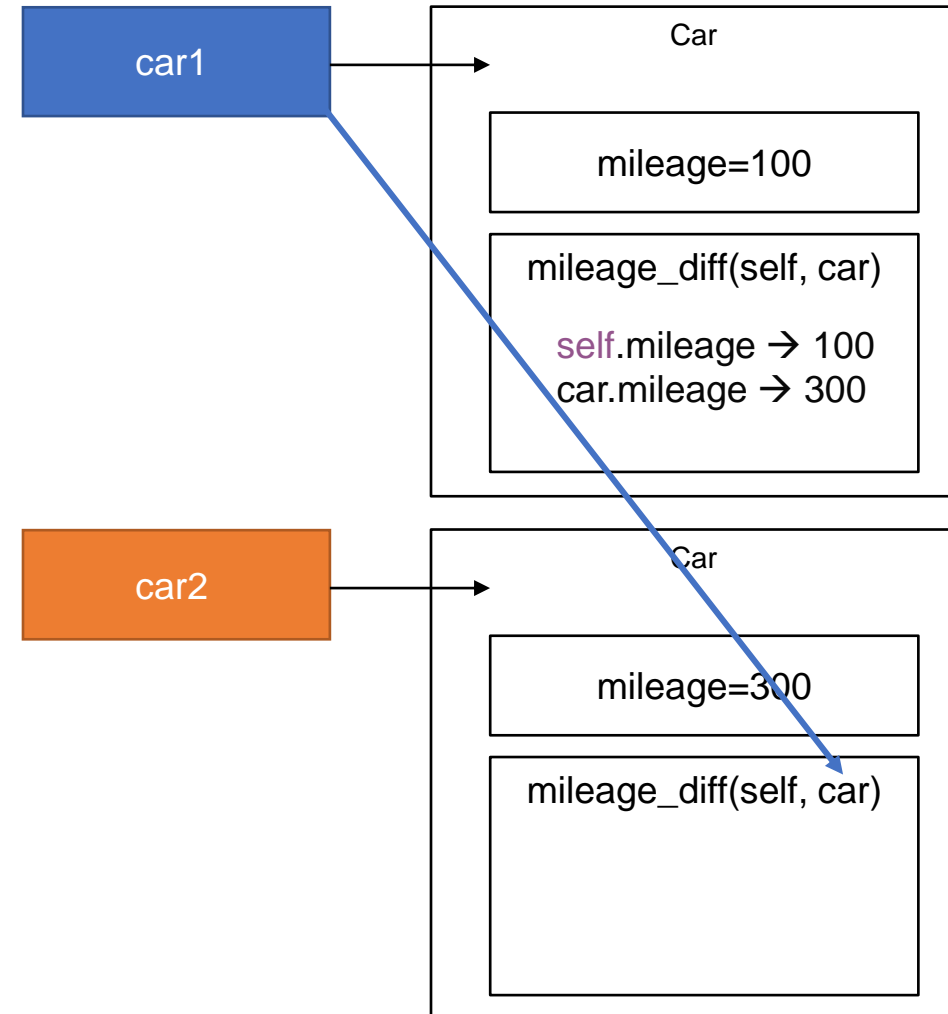 car1
Car
mileage=100
mileage_diff(self, car)
self.mileage → 100
car.mileage → 300
car2
Car
mileage=300
mileage_diff(self, car)